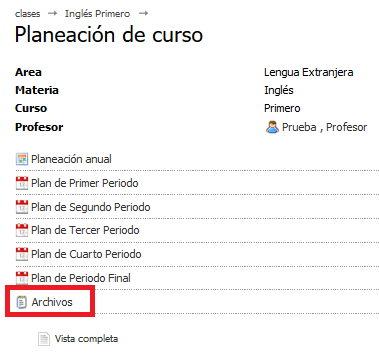 clases → Inglés Primero →
Planeación de curso
Area Lengua Extranjera
Materia Inglés
Curso Primero
Profesor Prueba , Profesor
Planeación anual
Plan de Primer Periodo
Plan de Segundo Periodo
Plan de Tercer Periodo
Plan de Cuarto Periodo
Plan de Periodo Final
Archivos
Vista completa